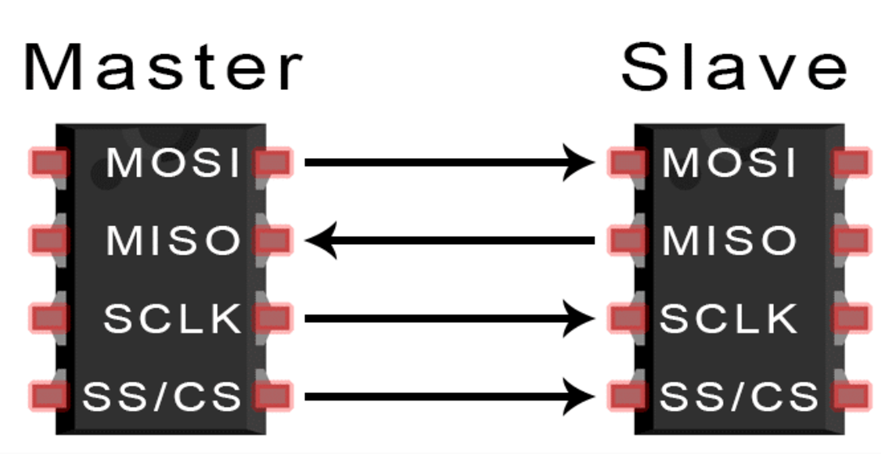 Master Slave
MOSI MOSI
MISO MISO
SCLK SCLK
SS/CS SS/CS